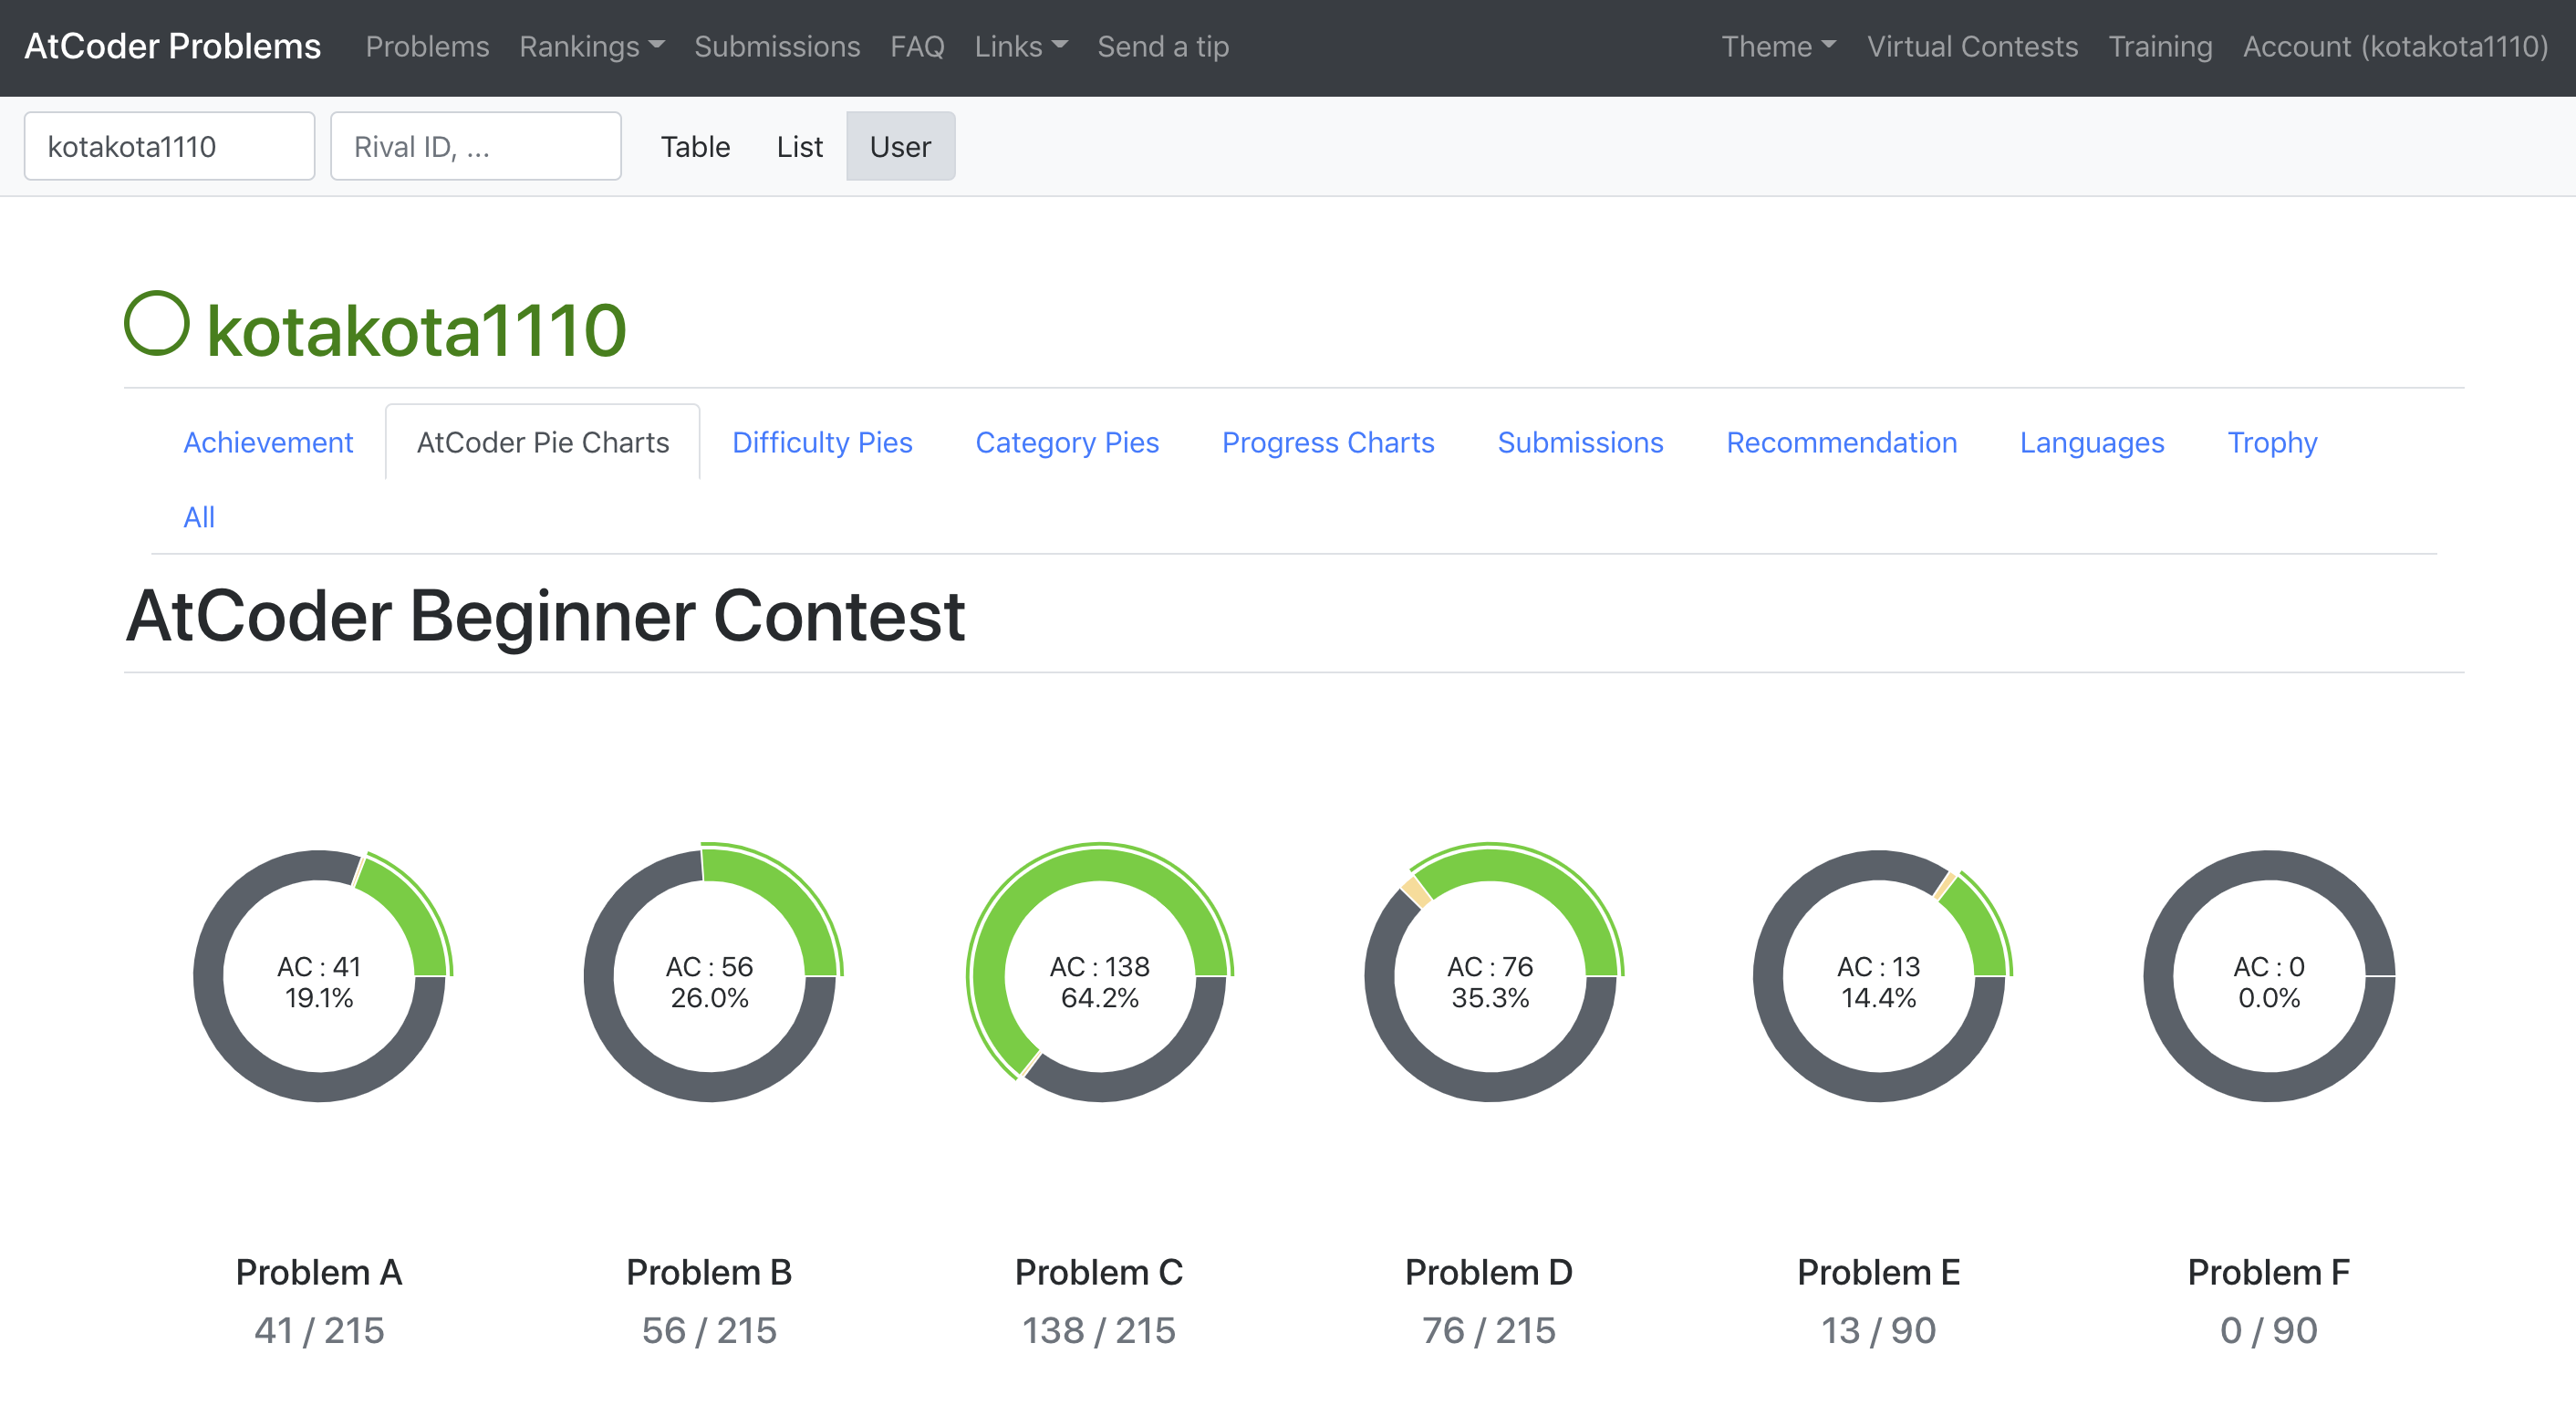 AtCoder Problems Problems Rankings Submissions FAQ Links Send a tip Theme Virtual Contests Training Account (kotakota1110)
kotakota1110 Rival ID, ... Table List User
kotakota1110
Achievement AtCoder Pie Charts Difficulty Pies Category Pies Progress Charts Submissions Recommendation Languages Trophy
All
AtCoder Beginner Contest
AC : 41 AC : 56 AC : 138 AC : 76 AC : 13 AC : 0
19.1% 26.0% 64.2% 35.3% 14.4% 0.0%
Problem A Problem B Problem C Problem D Problem E Problem F
41 / 215 56 / 215 138 / 215 76 / 215 13 / 90 0 / 90